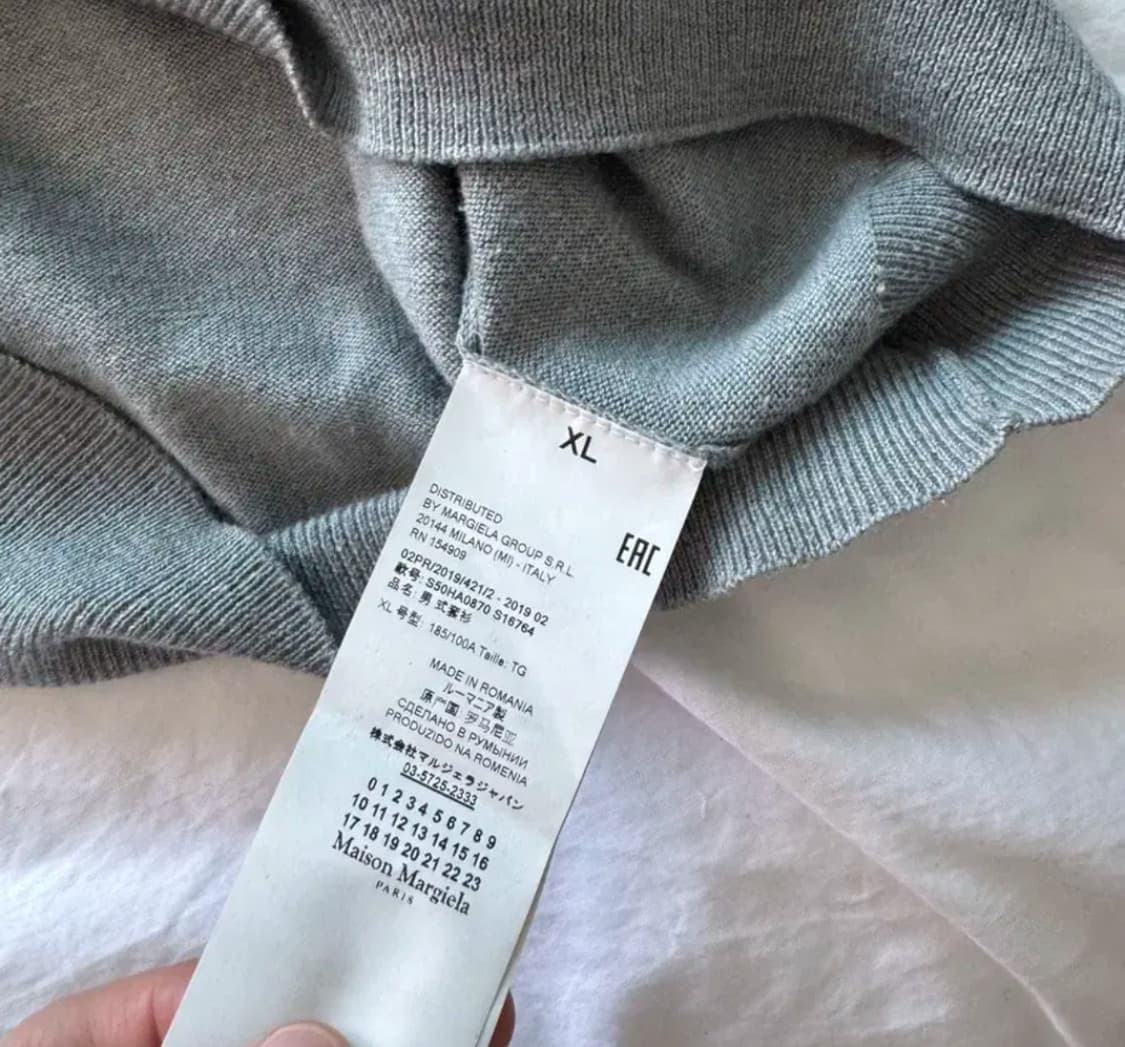 XL
DISTRIBUTED
BY MARGIELA GROUP S.R.L.
20144 MILANO (MI) - ITALY
RN 154909
EAC
02PR/2019/421/2 - 2019 02
款号: S50HA0870 S16764
品名: 男 式套衫
XL 号型: 185/100A Taille: TG
MADE IN ROMANIA
ルーマニア製
原产国 罗马尼亚
СДЕЛАНО В РУМЫНИИ
PRODUZIDO NA ROMENIA
株式会社マルジェラジャパン
03-5725-2333
0 1 2 3 4 5 6 7 8 9
10 11 12 13 14 15 16
17 18 19 20 21 22 23
Maison Margiela
PARIS